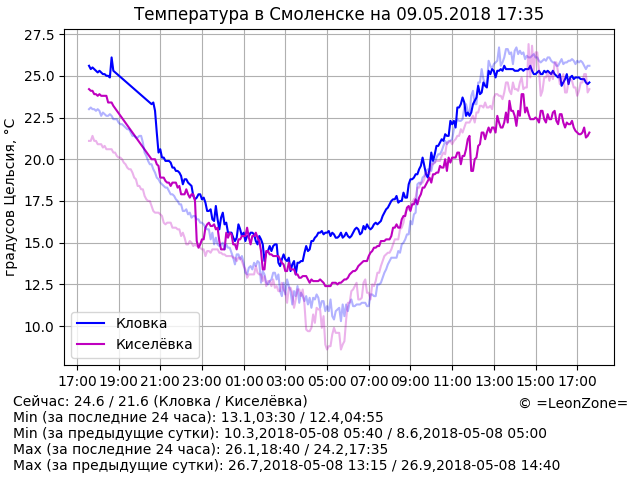 Температура в Смоленске на 09.05.2018 17:35
градусов Цельсия, °C
27.5
25.0
22.5
20.0
17.5
15.0
12.5
10.0
Кловка
Киселёвка
17:00 19:00 21:00 23:00 01:00 03:00 05:00 07:00 09:00 11:00 13:00 15:00 17:00
Сейчас: 24.6 / 21.6 (Кловка / Киселёвка)
© =LeonZone=
Min (за последние 24 часа): 13.1,03:30 / 12.4,04:55
Min (за предыдущие сутки): 10.3,2018-05-08 05:40 / 8.6,2018-05-08 05:00
Max (за последние 24 часа): 26.1,18:40 / 24.2,17:35
Max (за предыдущие сутки): 26.7,2018-05-08 13:15 / 26.9,2018-05-08 14:40